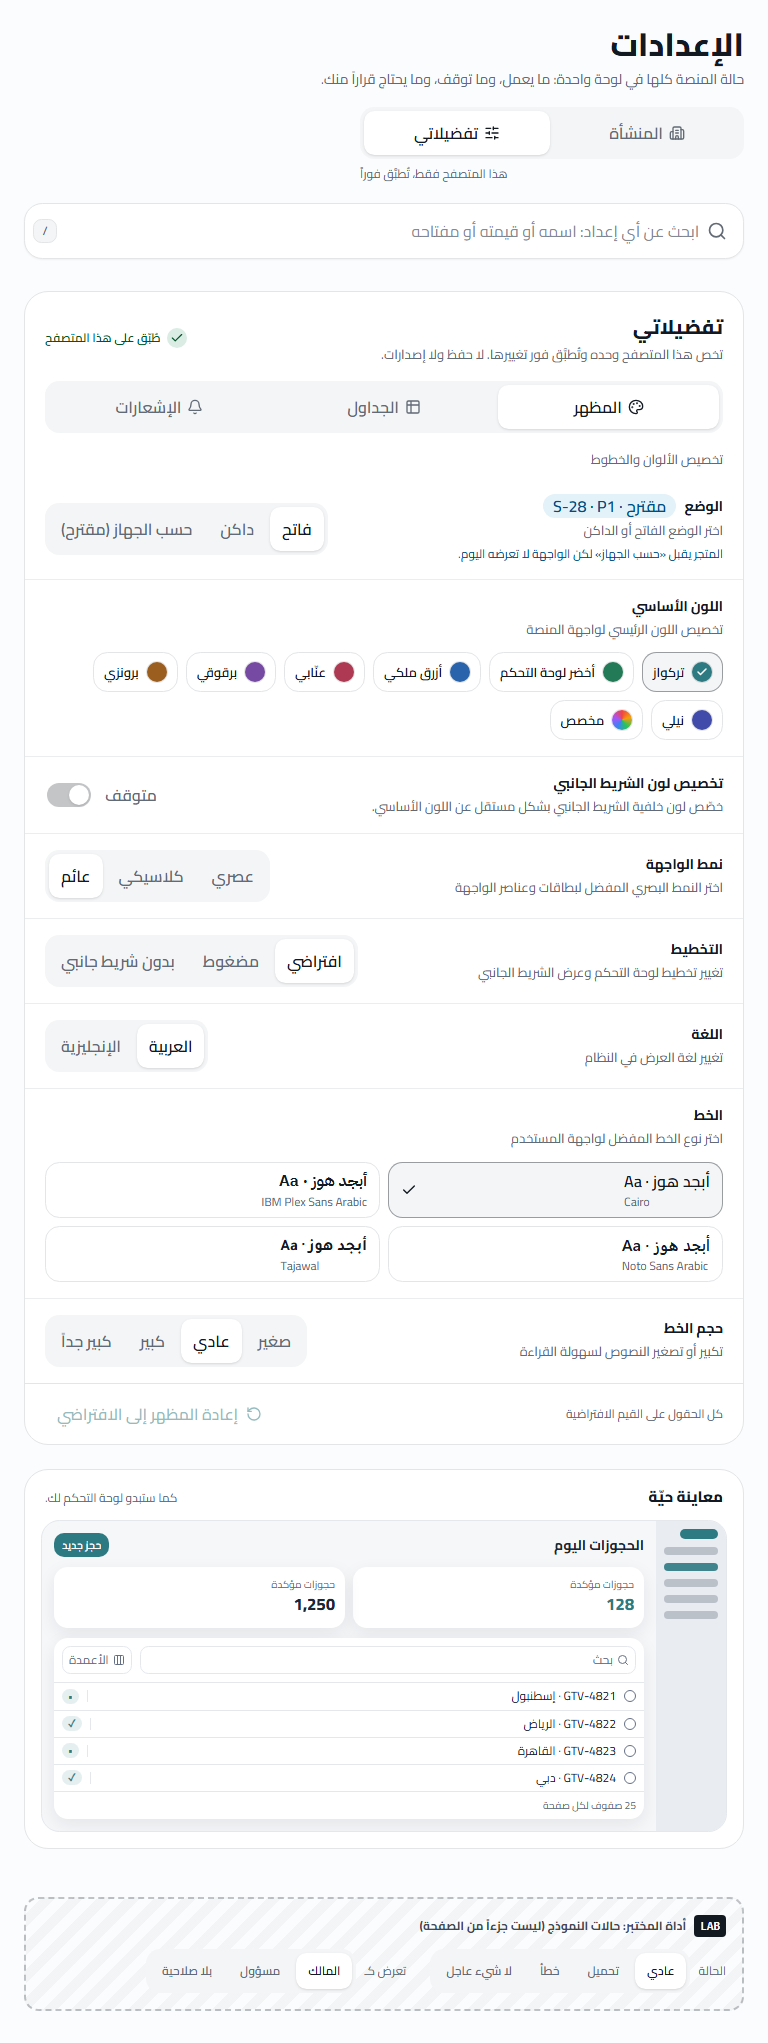 الإعدادات
حالة المنصة كلها في لوحة واحدة: ما يعمل، وما توقف، وما يحتاج قراراً منك.
المنشأة
تفضيلاتي
هذا المتصفح فقط، تُطبَّق فوراً
ابحث عن أي إعداد: اسمه أو قيمته أو مفتاحه
/
تفضيلاتي
طُبّق على هذا المتصفح
تخص هذا المتصفح وحده وتُطبَّق فور تغييرها. لا حفظ ولا إصدارات.
المظهر
الجداول
الإشعارات
تخصيص الألوان والخطوط
الوضع
مقترح · S-28 · P1
اختر الوضع الفاتح أو الداكن
المتجر يقبل «حسب الجهاز» لكن الواجهة لا تعرضه اليوم.
فاتح
داكن
حسب الجهاز (مقترح)
اللون الأساسي
تخصيص اللون الرئيسي لواجهة المنصة
تركواز
أخضر لوحة التحكم
أزرق ملكي
عنّابي
برقوقي
برونزي
نيلي
مخصص
تخصيص لون الشريط الجانبي
خصّص لون خلفية الشريط الجانبي بشكل مستقل عن اللون الأساسي.
متوقف
نمط الواجهة
اختر النمط البصري المفضل لبطاقات وعناصر الواجهة
عصري
كلاسيكي
عائم
التخطيط
تغيير تخطيط لوحة التحكم وعرض الشريط الجانبي
افتراضي
مضغوط
بدون شريط جانبي
اللغة
تغيير لغة العرض في النظام
العربية
الإنجليزية
الخط
اختر نوع الخط المفضل لواجهة المستخدم
أبجد هوز · Aa
Cairo
أبجد هوز · Aa
IBM Plex Sans Arabic
أبجد هوز · Aa
Noto Sans Arabic
أبجد هوز · Aa
Tajawal
حجم الخط
تكبير أو تصغير النصوص لسهولة القراءة
صغير
عادي
كبير
كبير جداً
كل الحقول على القيم الافتراضية
إعادة المظهر إلى الافتراضي
معاينة حيّة
كما ستبدو لوحة التحكم لك.
الحجوزات اليوم
حجز جديد
حجوزات مؤكدة
128
حجوزات مؤكدة
1,250
بحث
الأعمدة
GTV-4821 · إسطنبول
GTV-4822 · الرياض
GTV-4823 · القاهرة
GTV-4824 · دبي
25 صفوف لكل صفحة
LAB
أداة المختبر: حالات النموذج (ليست جزءاً من الصفحة)
الحالة
عادي
تحميل
خطأ
لا شيء عاجل
تعرض كـ
المالك
مسؤول
بلا صلاحية